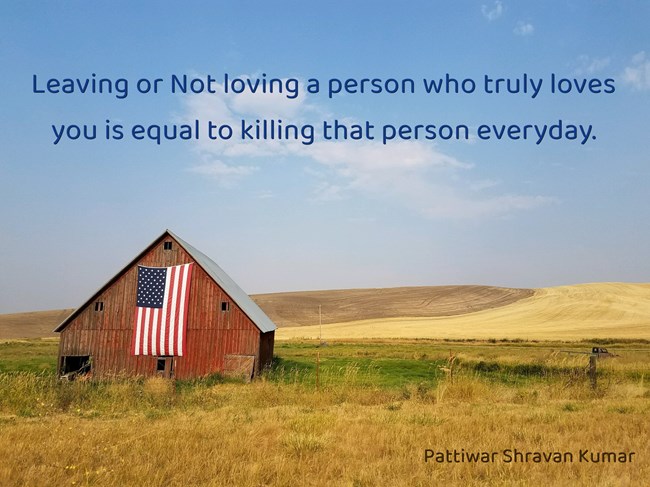 Leaving or Not loving a person who truly loves
you is equal to killing that person everyday.
Pattiwar Shravan Kumar